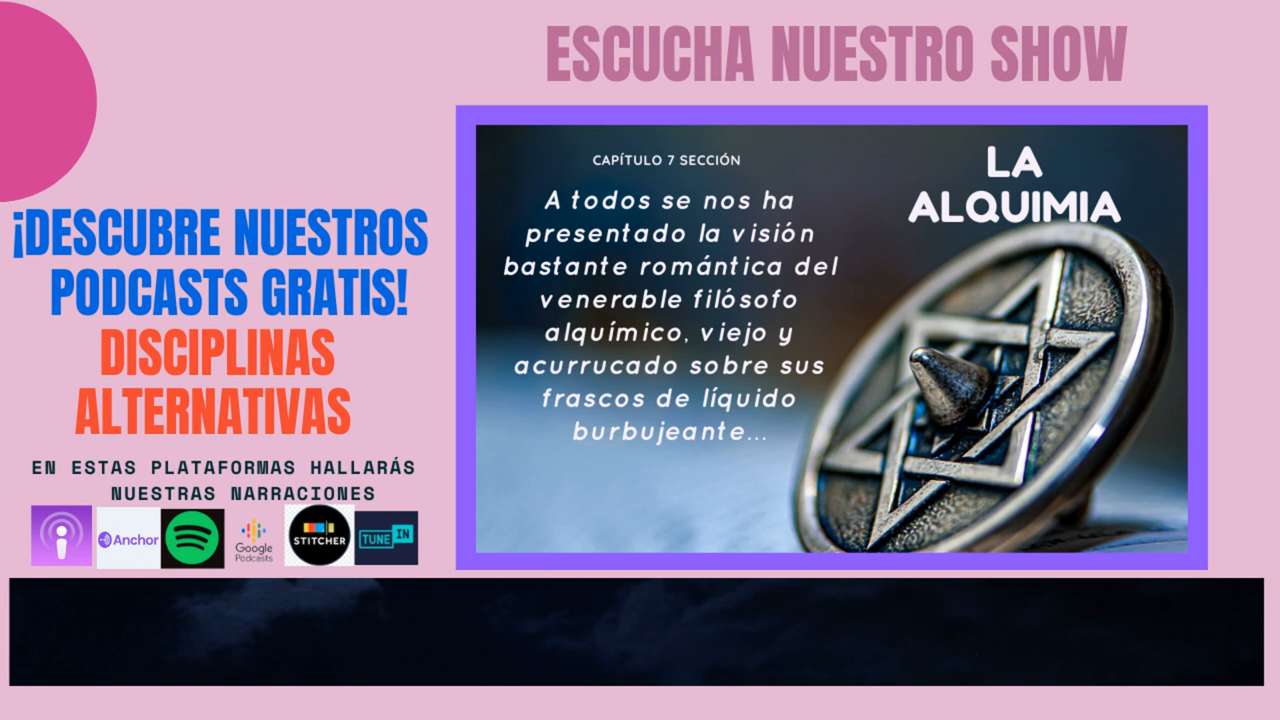 ESCUCHA NUESTRO SHOW
CAPÍTULO 7 SECCIÓN
A todos se nos ha
presentado la visión
bastante romántica del
venerable filósofo
alquímico, viejo y
acurrucado sobre sus
frascos de líquido
burbujeante...
LA
ALQUIMIA
¡DESCUBRE NUESTROS
PODCASTS GRATIS!
DISCIPLINAS
ALTERNATIVAS
EN ESTAS PLATAFORMAS HALLARÁS
NUESTRAS NARRACIONES
Anchor
Google
Podcasts
STITCHER
TUNE IN